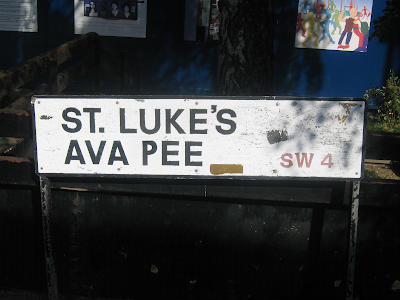 ST. LUKE'S
AVA PEE
SW 4